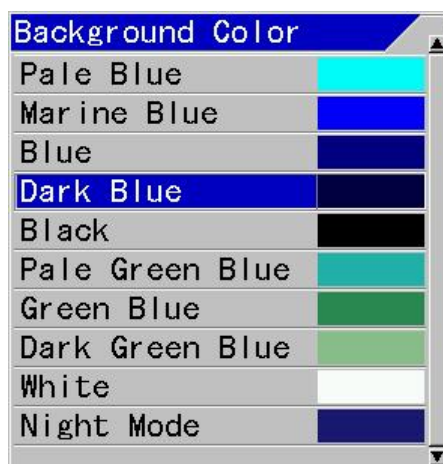 Background Color
Pale Blue
Marine Blue
Blue
Dark Blue
Black
Pale Green Blue
Green Blue
Dark Green Blue
White
Night Mode